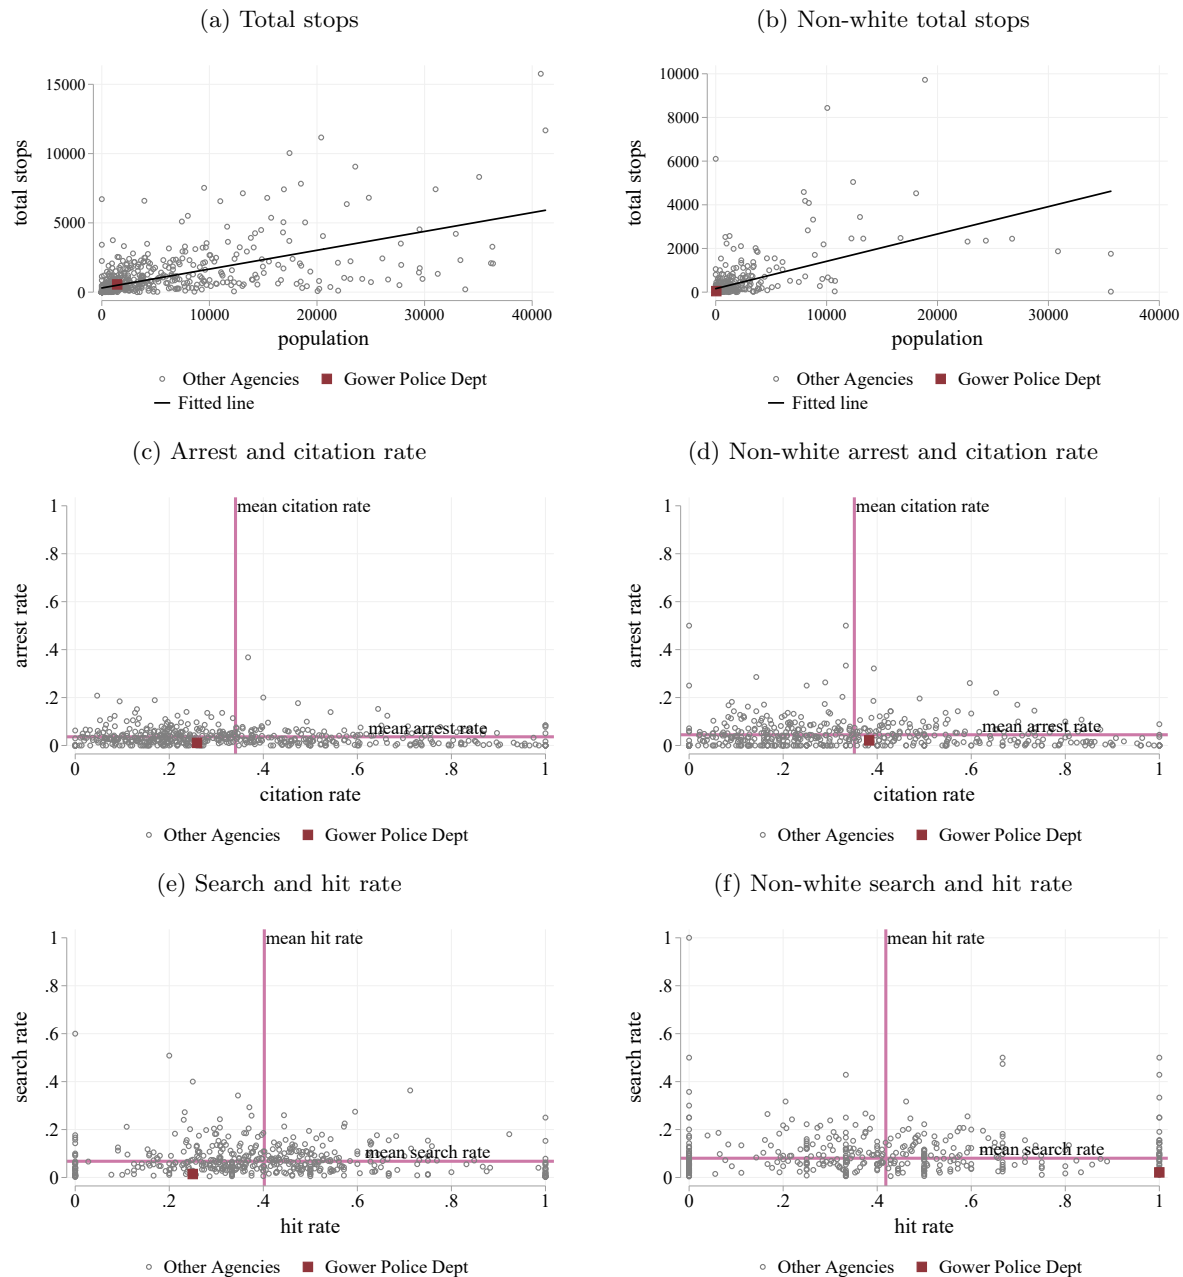 (a) Total stops
(b) Non-white total stops
total stops
15000
10000
5000
0
0 10000 20000 30000 40000
population
Other Agencies Gower Police Dept
Fitted line
total stops
10000
8000
6000
4000
2000
0
0 10000 20000 30000 40000
population
Other Agencies Gower Police Dept
Fitted line
(c) Arrest and citation rate
(d) Non-white arrest and citation rate
arrest rate
1
.8
.6
.4
.2
0
mean citation rate
mean arrest rate
0 .2 .4 .6 .8 1
citation rate
Other Agencies Gower Police Dept
arrest rate
1
.8
.6
.4
.2
0
mean citation rate
mean arrest rate
0 .2 .4 .6 .8 1
citation rate
Other Agencies Gower Police Dept
(e) Search and hit rate
(f) Non-white search and hit rate
search rate
1
.8
.6
.4
.2
0
mean hit rate
mean search rate
0 .2 .4 .6 .8 1
hit rate
Other Agencies Gower Police Dept
search rate
1
.8
.6
.4
.2
0
mean hit rate
mean search rate
0 .2 .4 .6 .8 1
hit rate
Other Agencies Gower Police Dept